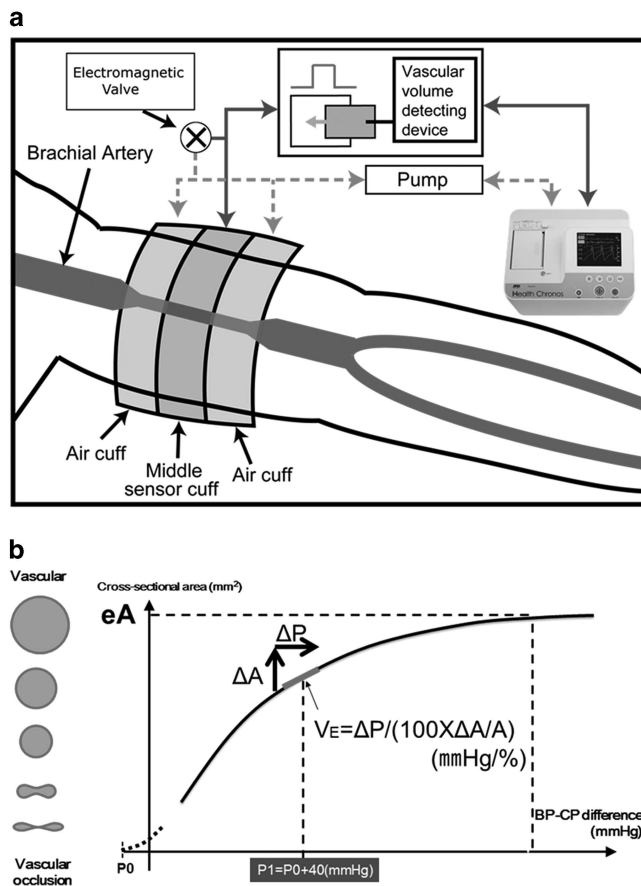 a
Electromagnetic
Valve
Vascular
volume
detecting
device
Brachial Artery
Pump
Health Chronos
Air cuff
Middle
sensor cuff
Air cuff
b
Vascular
Cross-sectional area (mm²)
eA
ΔP
ΔA
VE=ΔP/(100XΔA/A)
(mmHg/%)
BP-CP difference
(mmHg)
P0
P1=P0+40(mmHg)
Vascular
occlusion